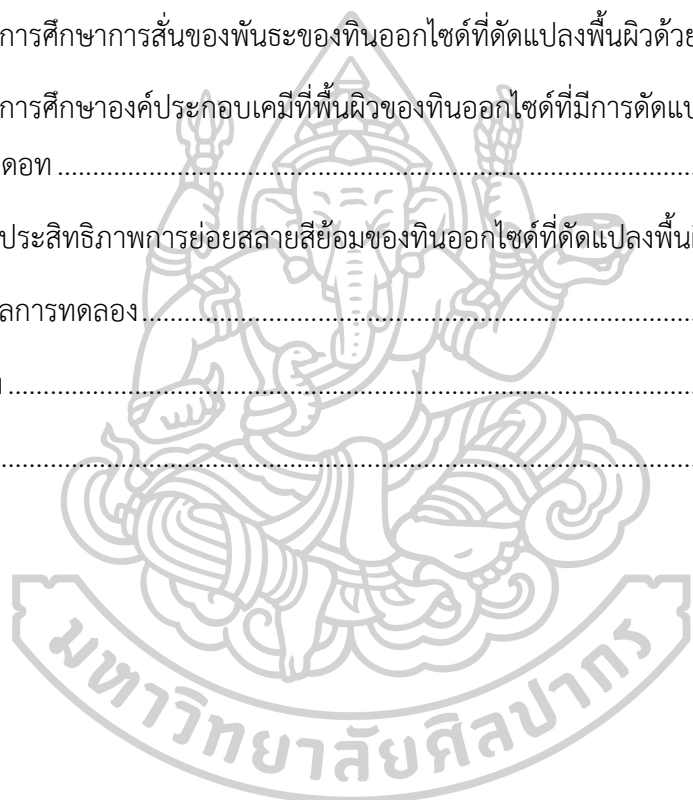 การศึกษาการสั่นของพันธะของทินออกไซด์ที่ดัดแปลงพื้นผิวด้วย
การศึกษาองค์ประกอบเคมีที่พื้นผิวของทินออกไซด์ที่มีการดัดแป
ดอท ................................................................
ประสิทธิภาพการย่อยสลายสีย้อมของทินออกไซด์ที่ดัดแปลงพื้น
ลการทดลอง................................................................
................................................................
................................................................
มหาวิทยาลัยศิลปากร